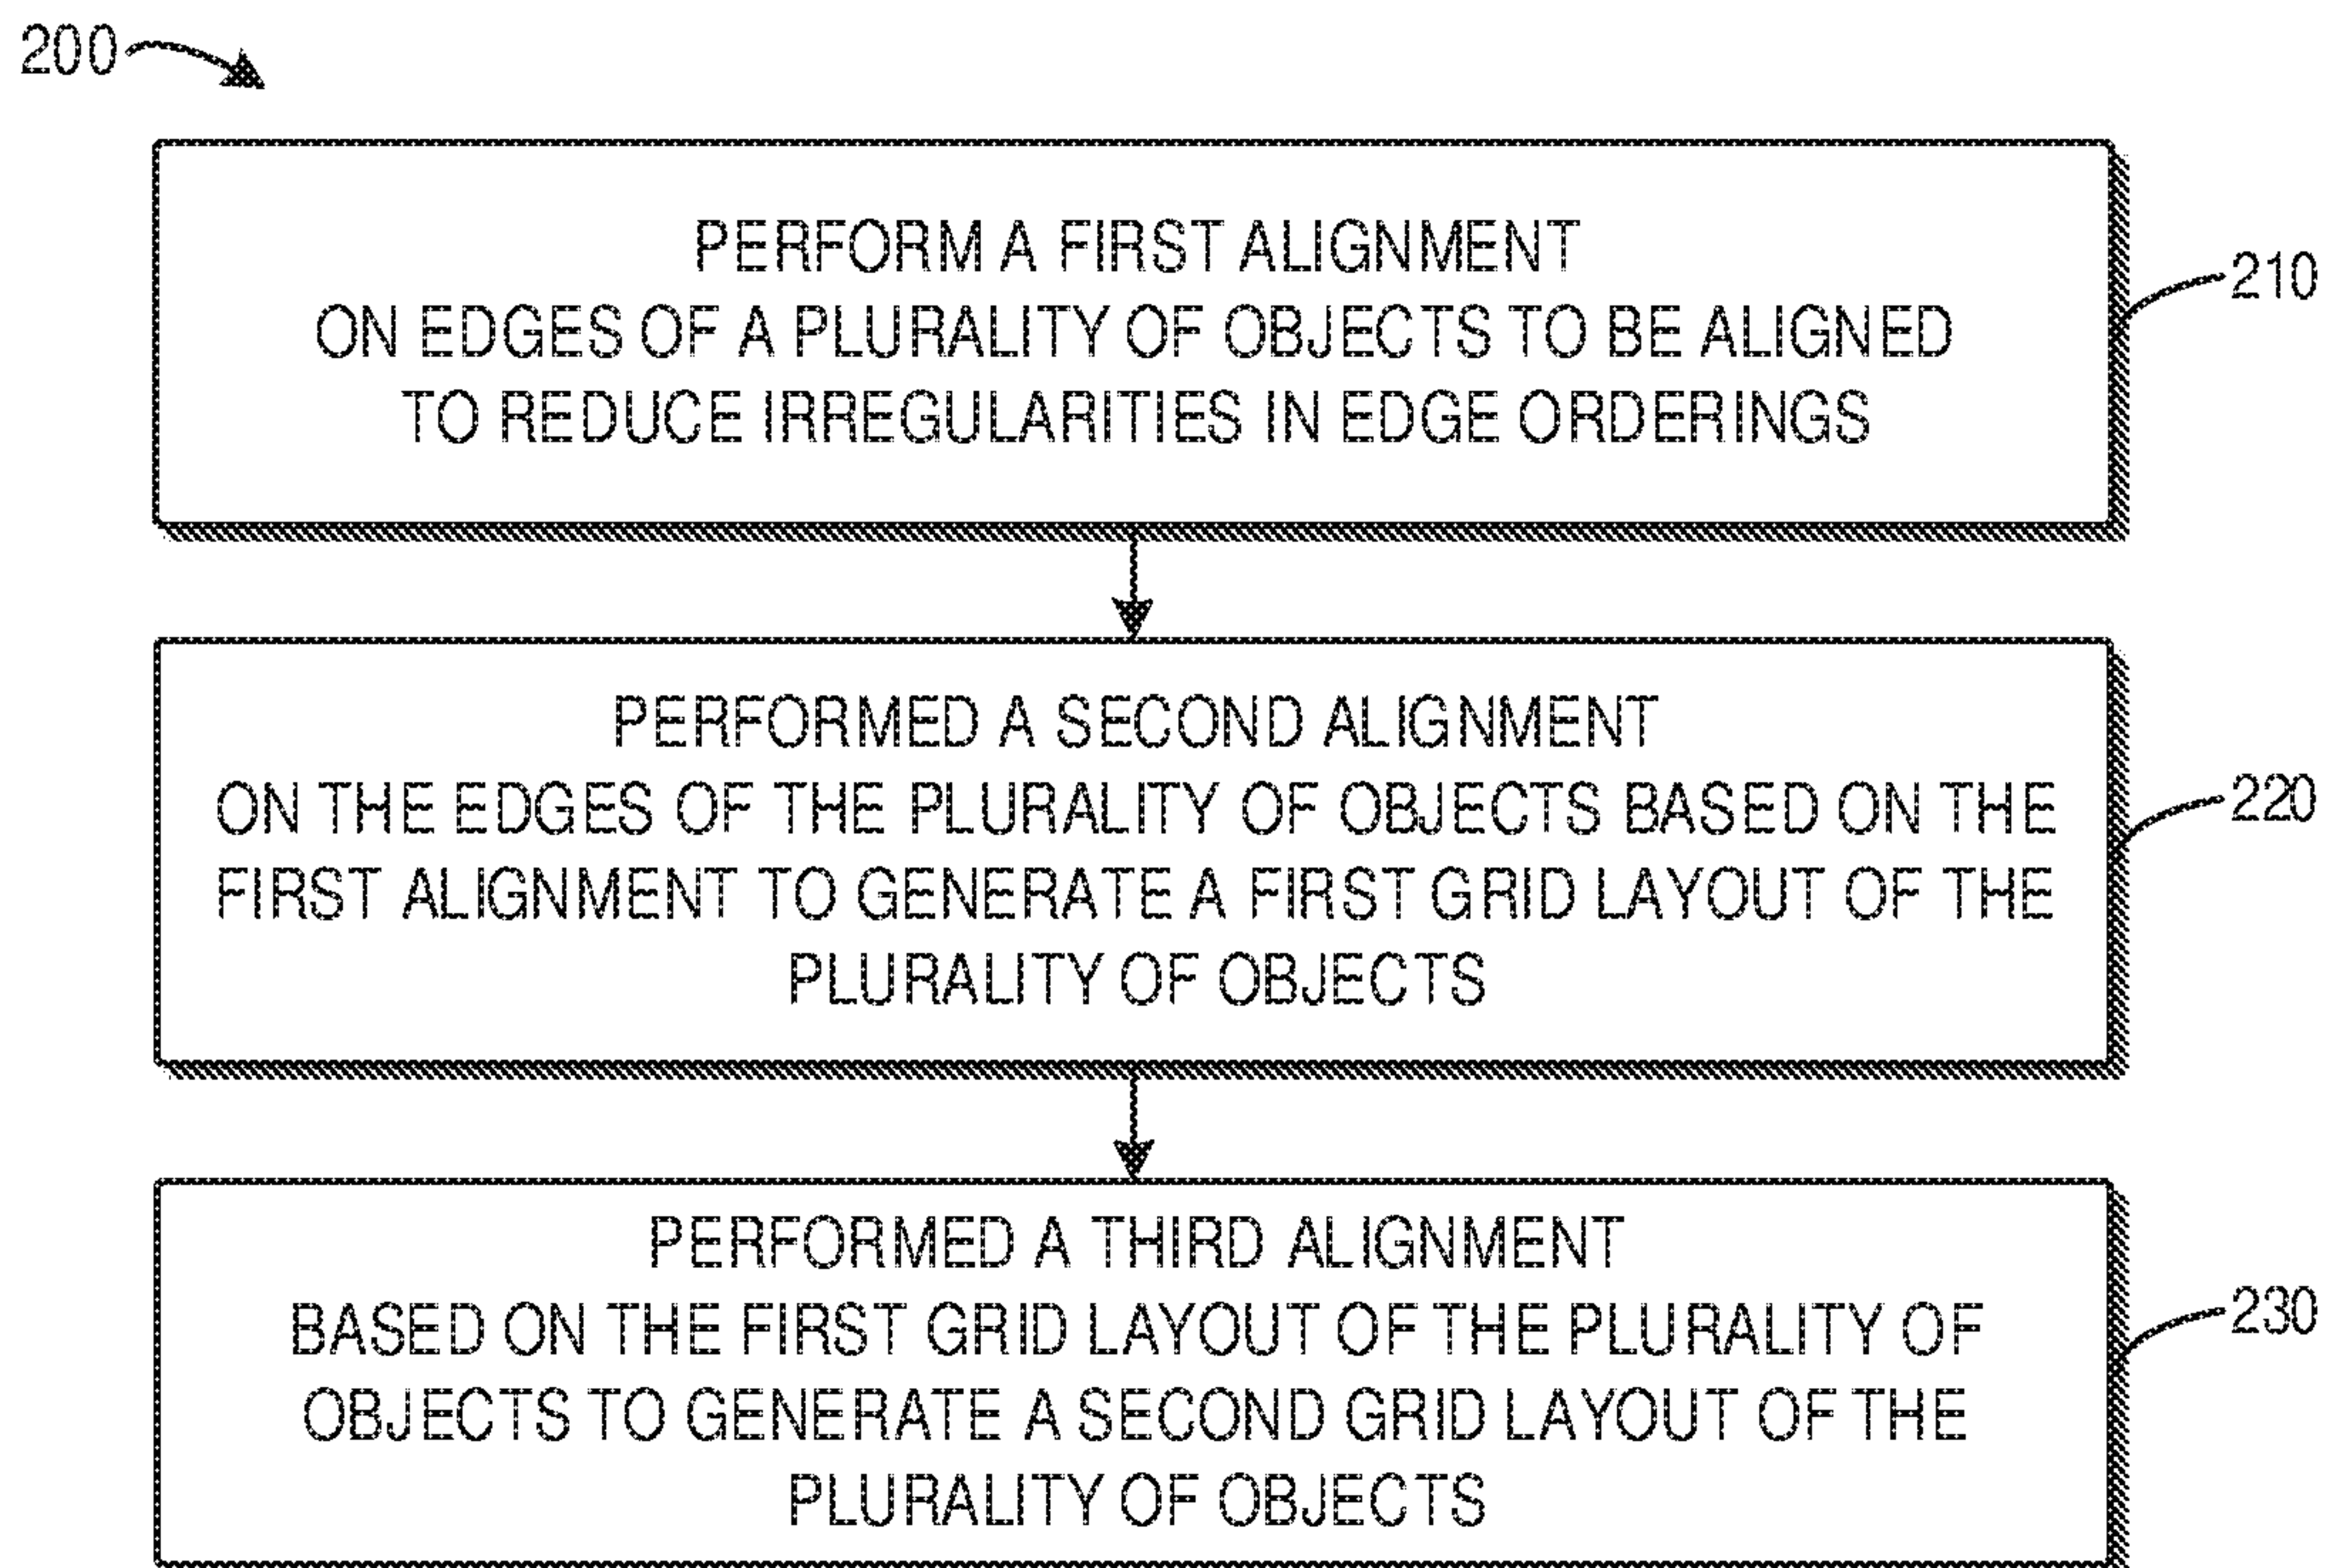 200
PERFORM A FIRST ALIGNMENT
ON EDGES OF A PLURALITY OF OBJECTS TO BE ALIGNED
TO REDUCE IRREGULARITIES IN EDGE ORDERINGS
210
PERFORMED A SECOND ALIGNMENT
ON THE EDGES OF THE PLURALITY OF OBJECTS BASED ON THE
FIRST ALIGNMENT TO GENERATE A FIRST GRID LAYOUT OF THE
PLURALITY OF OBJECTS
220
PERFORMED A THIRD ALIGNMENT
BASED ON THE FIRST GRID LAYOUT OF THE PLURALITY OF
OBJECTS TO GENERATE A SECOND GRID LAYOUT OF THE
PLURALITY OF OBJECTS
230